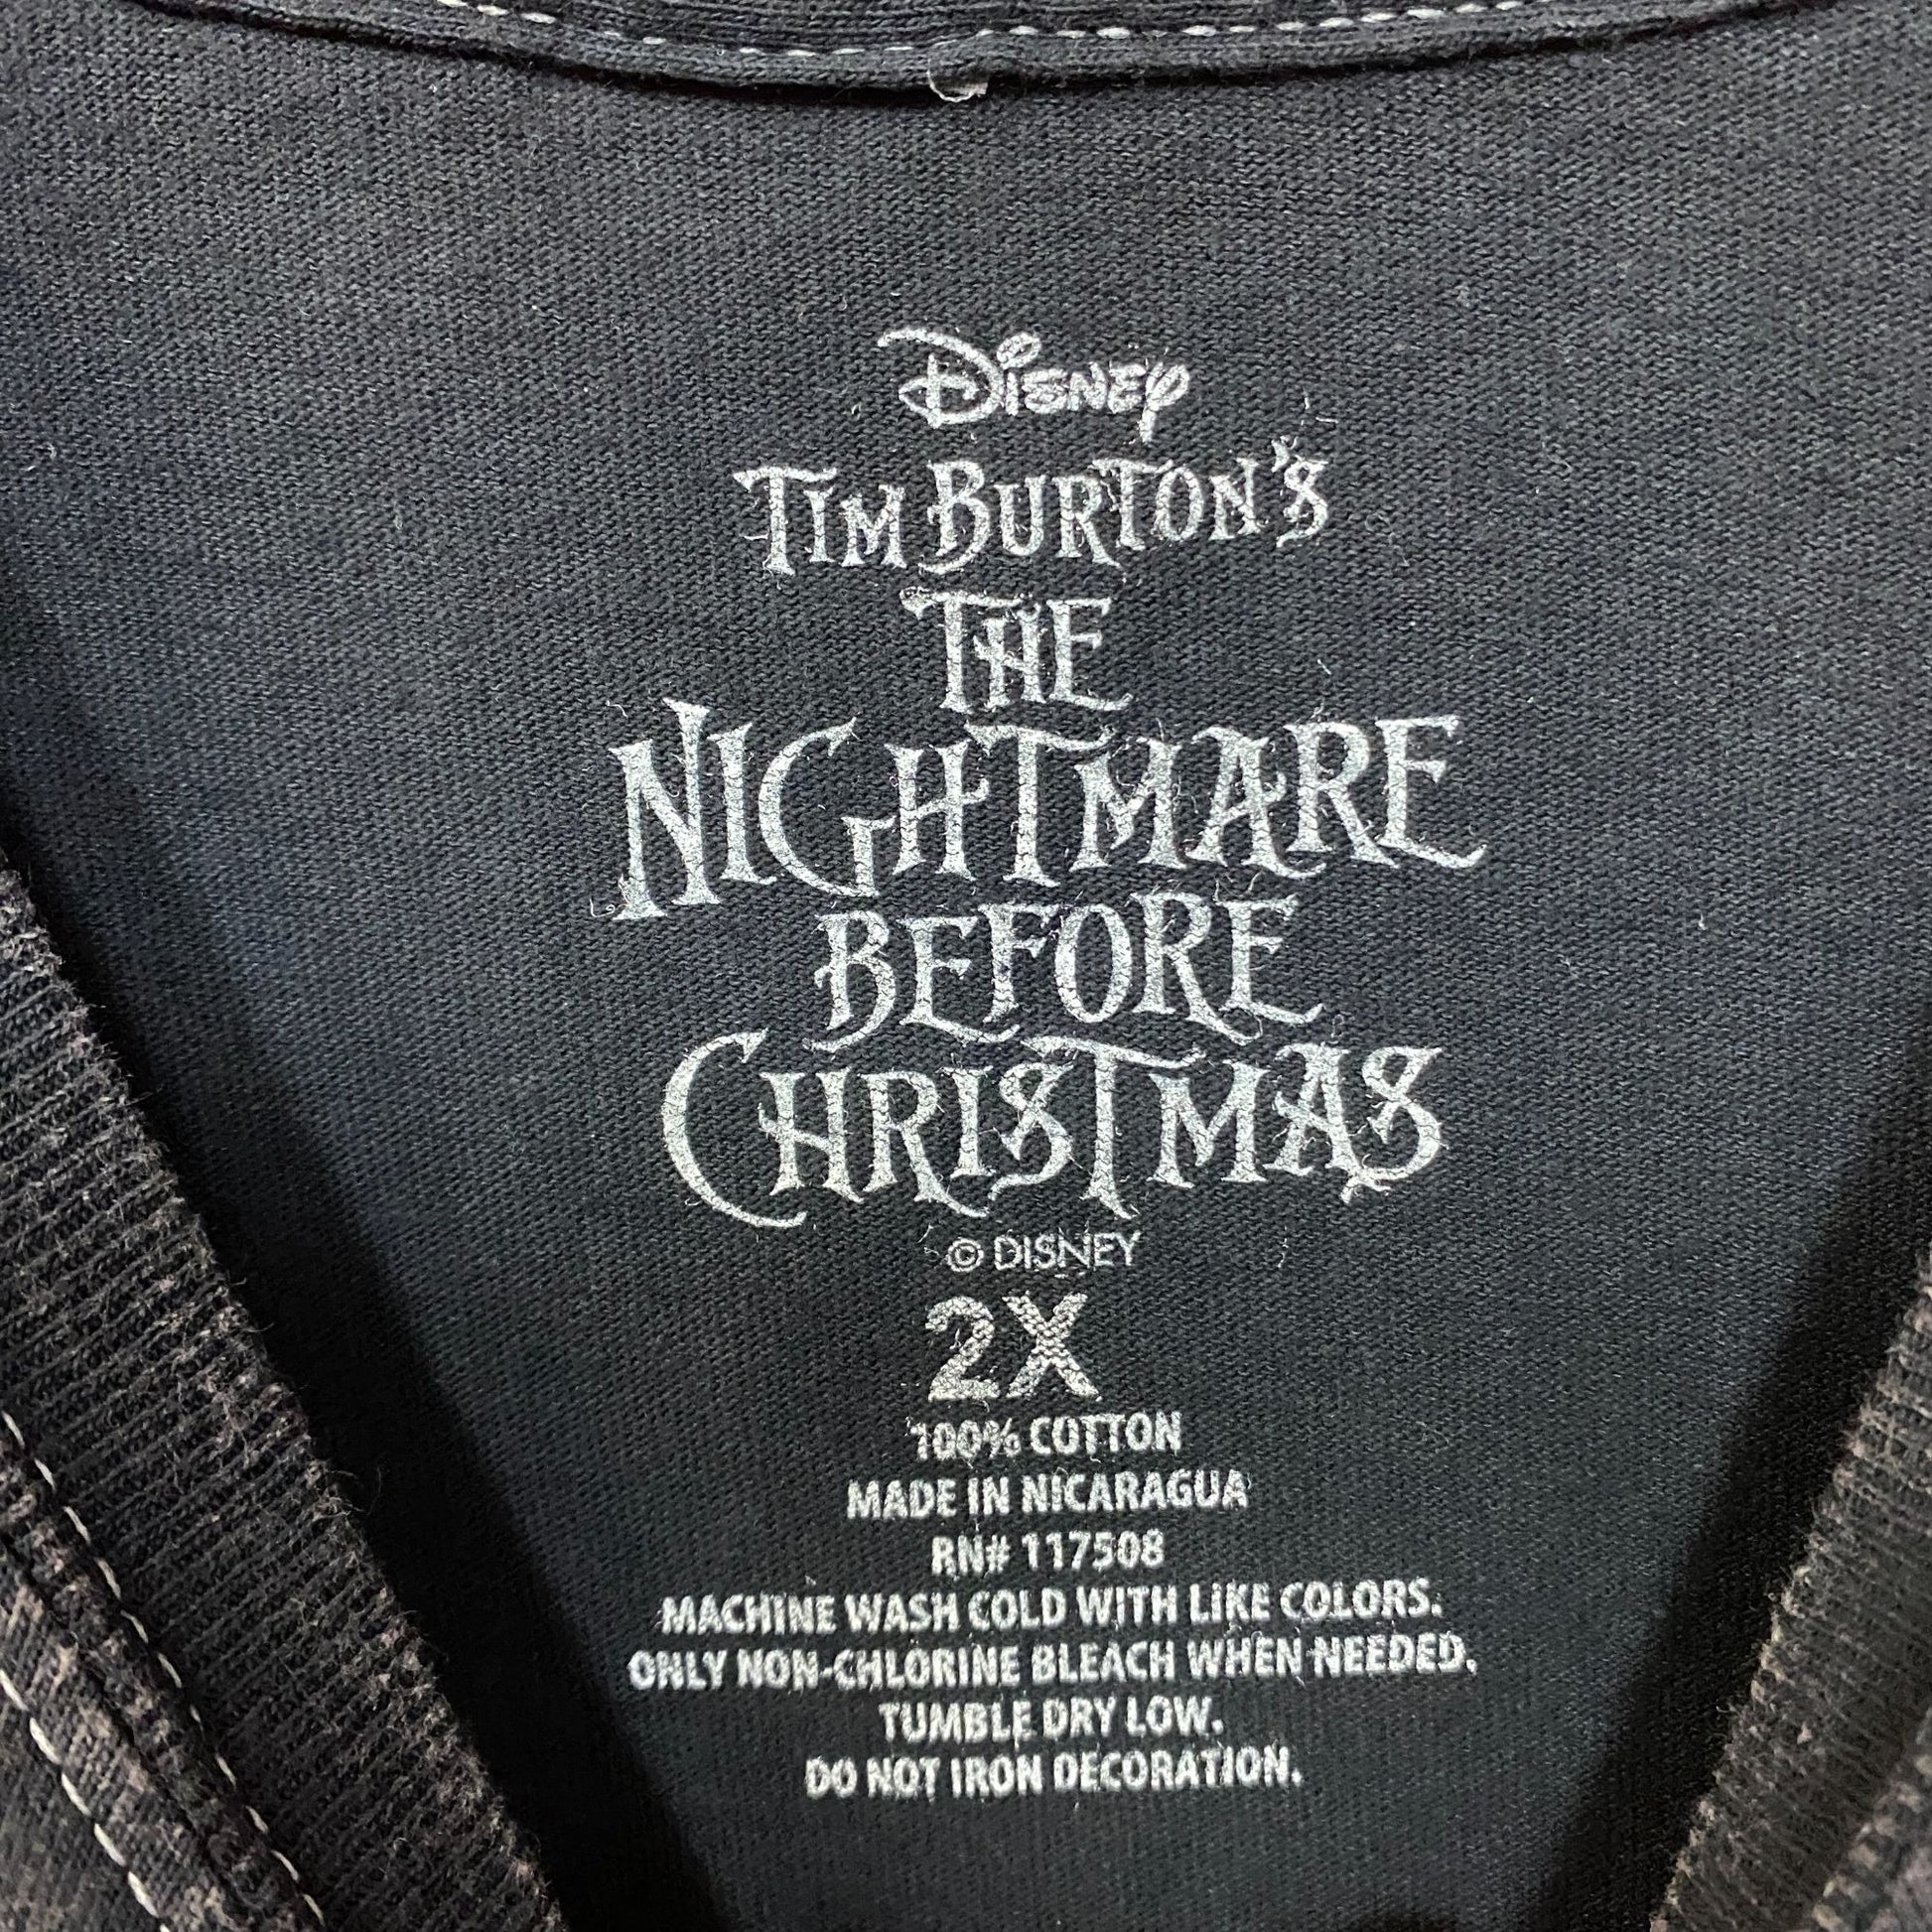 Disney
TIM BURTON'S
THE
NIGHTMARE
BEFORE
CHRISTMAS
© DISNEY
2X
100% COTTON
MADE IN NICARAGUA
RN# 117508
MACHINE WASH COLD WITH LIKE COLORS.
ONLY NON-CHLORINE BLEACH WHEN NEEDED.
TUMBLE DRY LOW.
DO NOT IRON DECORATION.